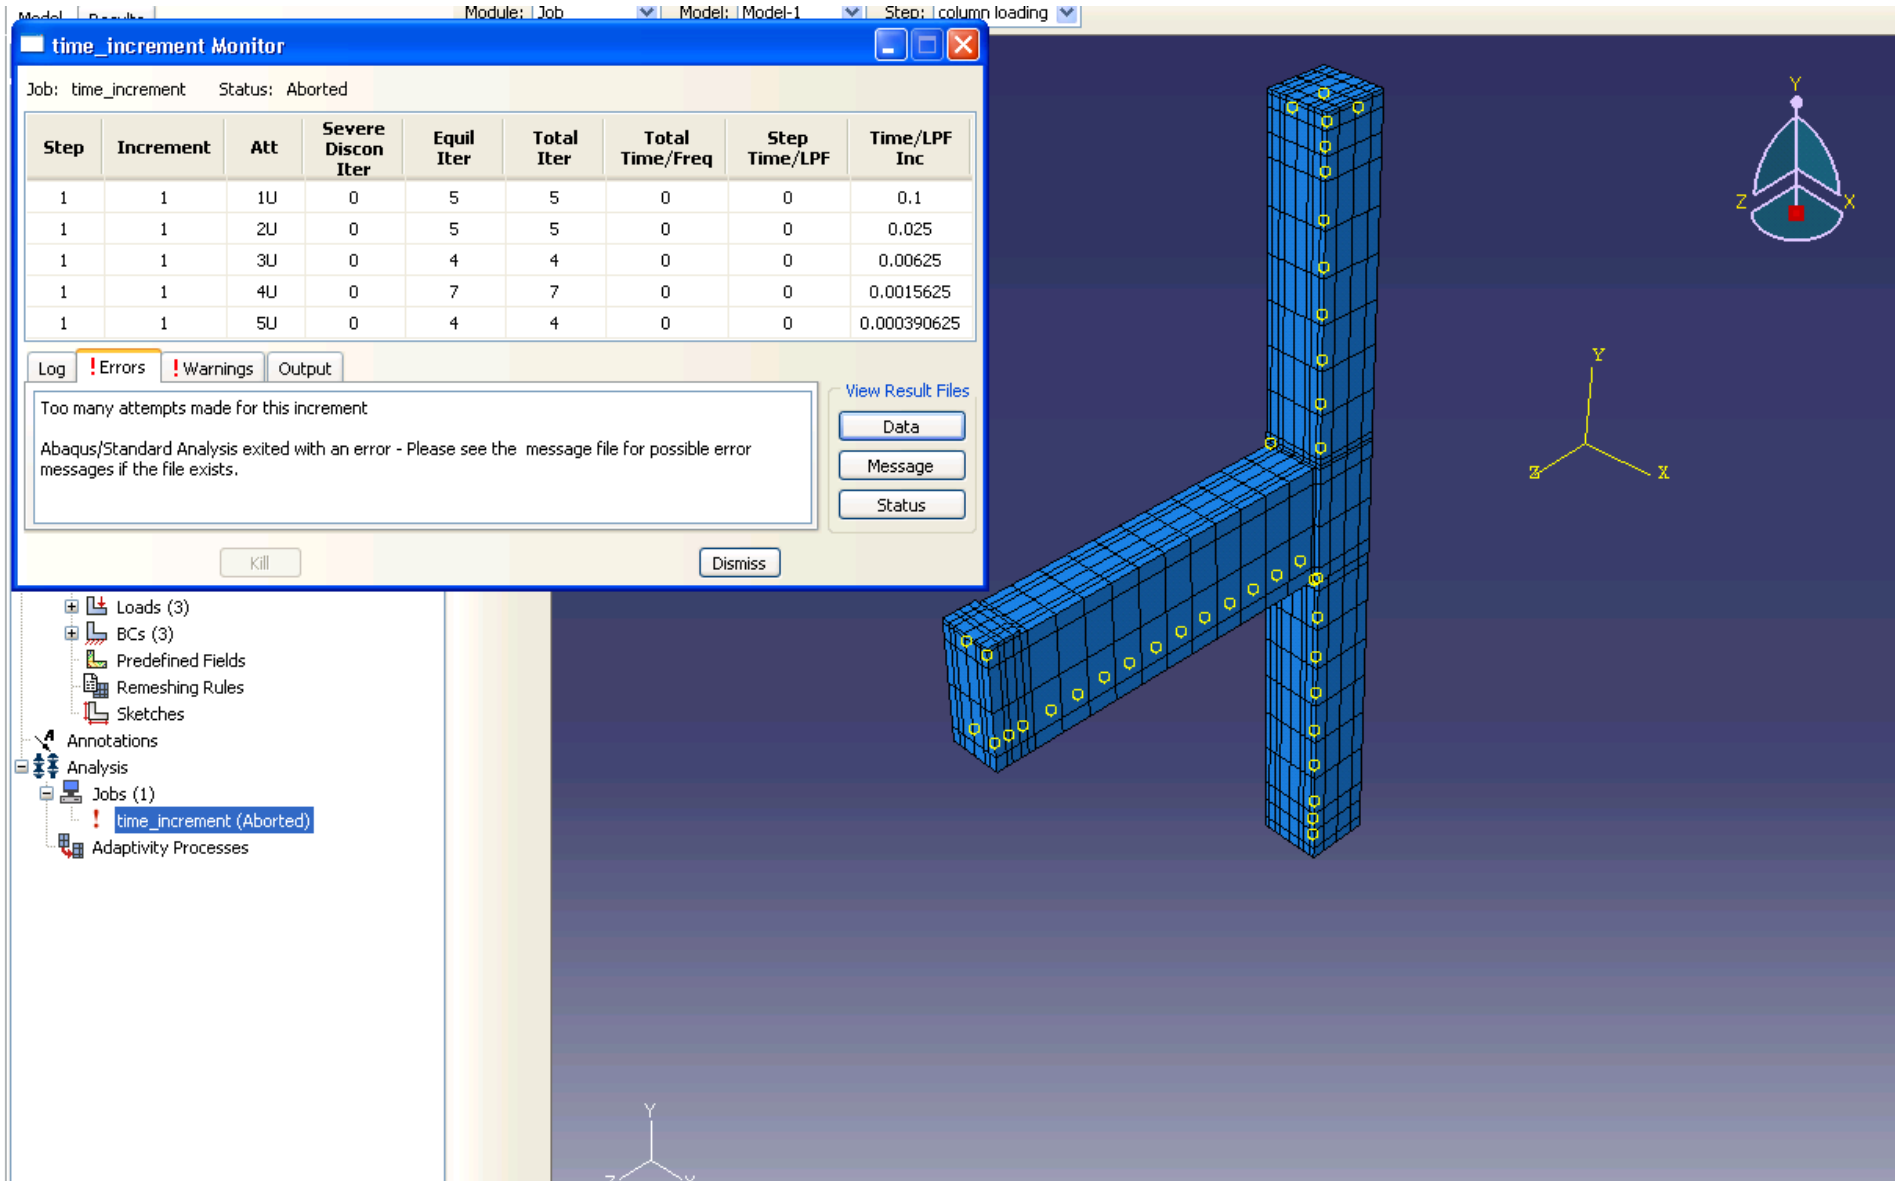 Model Results
Module: Job Model: Model-1 Step: column loading
time_increment Monitor
Job: time_increment Status: Aborted
Step Increment Att Severe Discon Iter Equil Iter Total Iter Total Time/Freq Step Time/LPF Time/LPF Inc
1 1 1U 0 5 5 0 0 0.1
1 1 2U 0 5 5 0 0 0.025
1 1 3U 0 4 4 0 0 0.00625
1 1 4U 0 7 7 0 0 0.0015625
1 1 5U 0 4 4 0 0 0.000390625
Log !Errors !Warnings Output
Too many attempts made for this increment
Abaqus/Standard Analysis exited with an error - Please see the message file for possible error
messages if the file exists.
View Result Files
Data
Message
Status
Kill Dismiss
Loads (3)
BCs (3)
Predefined Fields
Remeshing Rules
Sketches
Annotations
Analysis
Jobs (1)
time_increment (Aborted)
Adaptivity Processes
Y
Z X
Y
Z X
Y
Z X